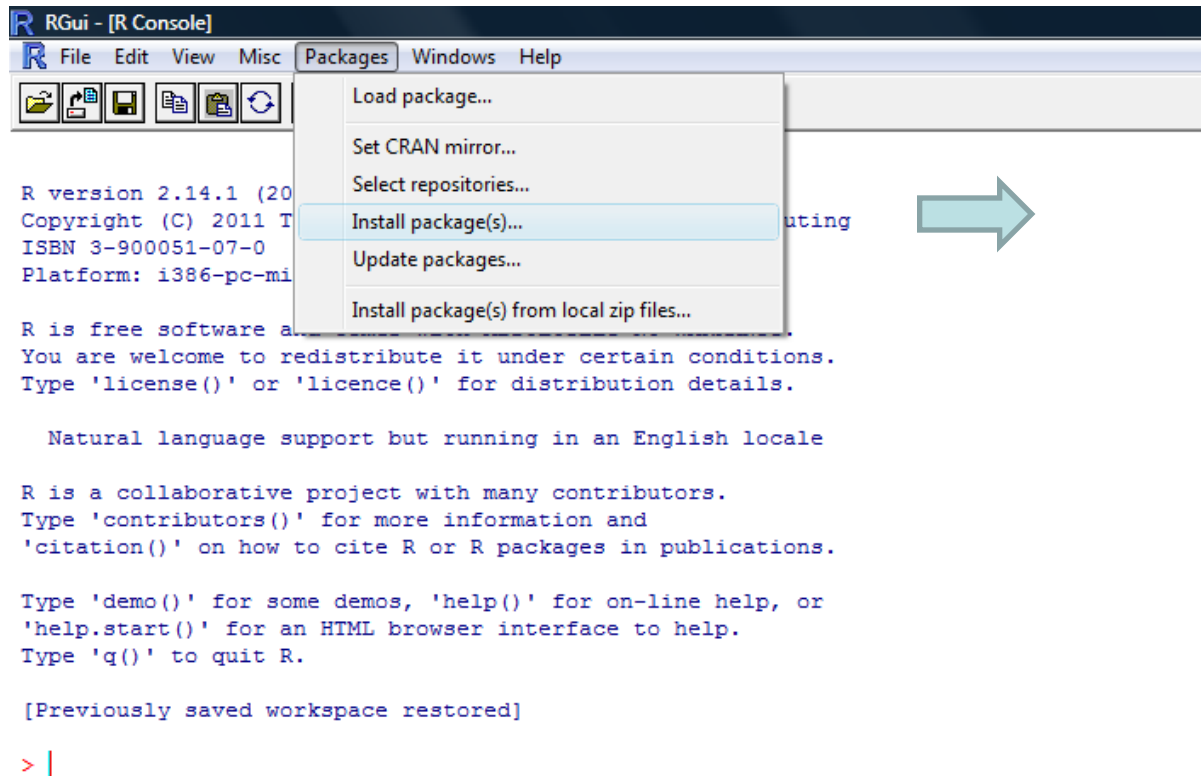 RGui - [R Console]
File Edit View Misc Packages Windows Help
Load package...
Set CRAN mirror...
Select repositories...
Install package(s)...
Update packages...
Install package(s) from local zip files...
R version 2.14.1 (20
Copyright (C) 2011 T uting
ISBN 3-900051-07-0
Platform: i386-pc-mi
R is free software a
You are welcome to redistribute it under certain conditions.
Type 'license()' or 'licence()' for distribution details.
Natural language support but running in an English locale
R is a collaborative project with many contributors.
Type 'contributors()' for more information and
'citation()' on how to cite R or R packages in publications.
Type 'demo()' for some demos, 'help()' for on-line help, or
'help.start()' for an HTML browser interface to help.
Type 'q()' to quit R.
[Previously saved workspace restored]
>